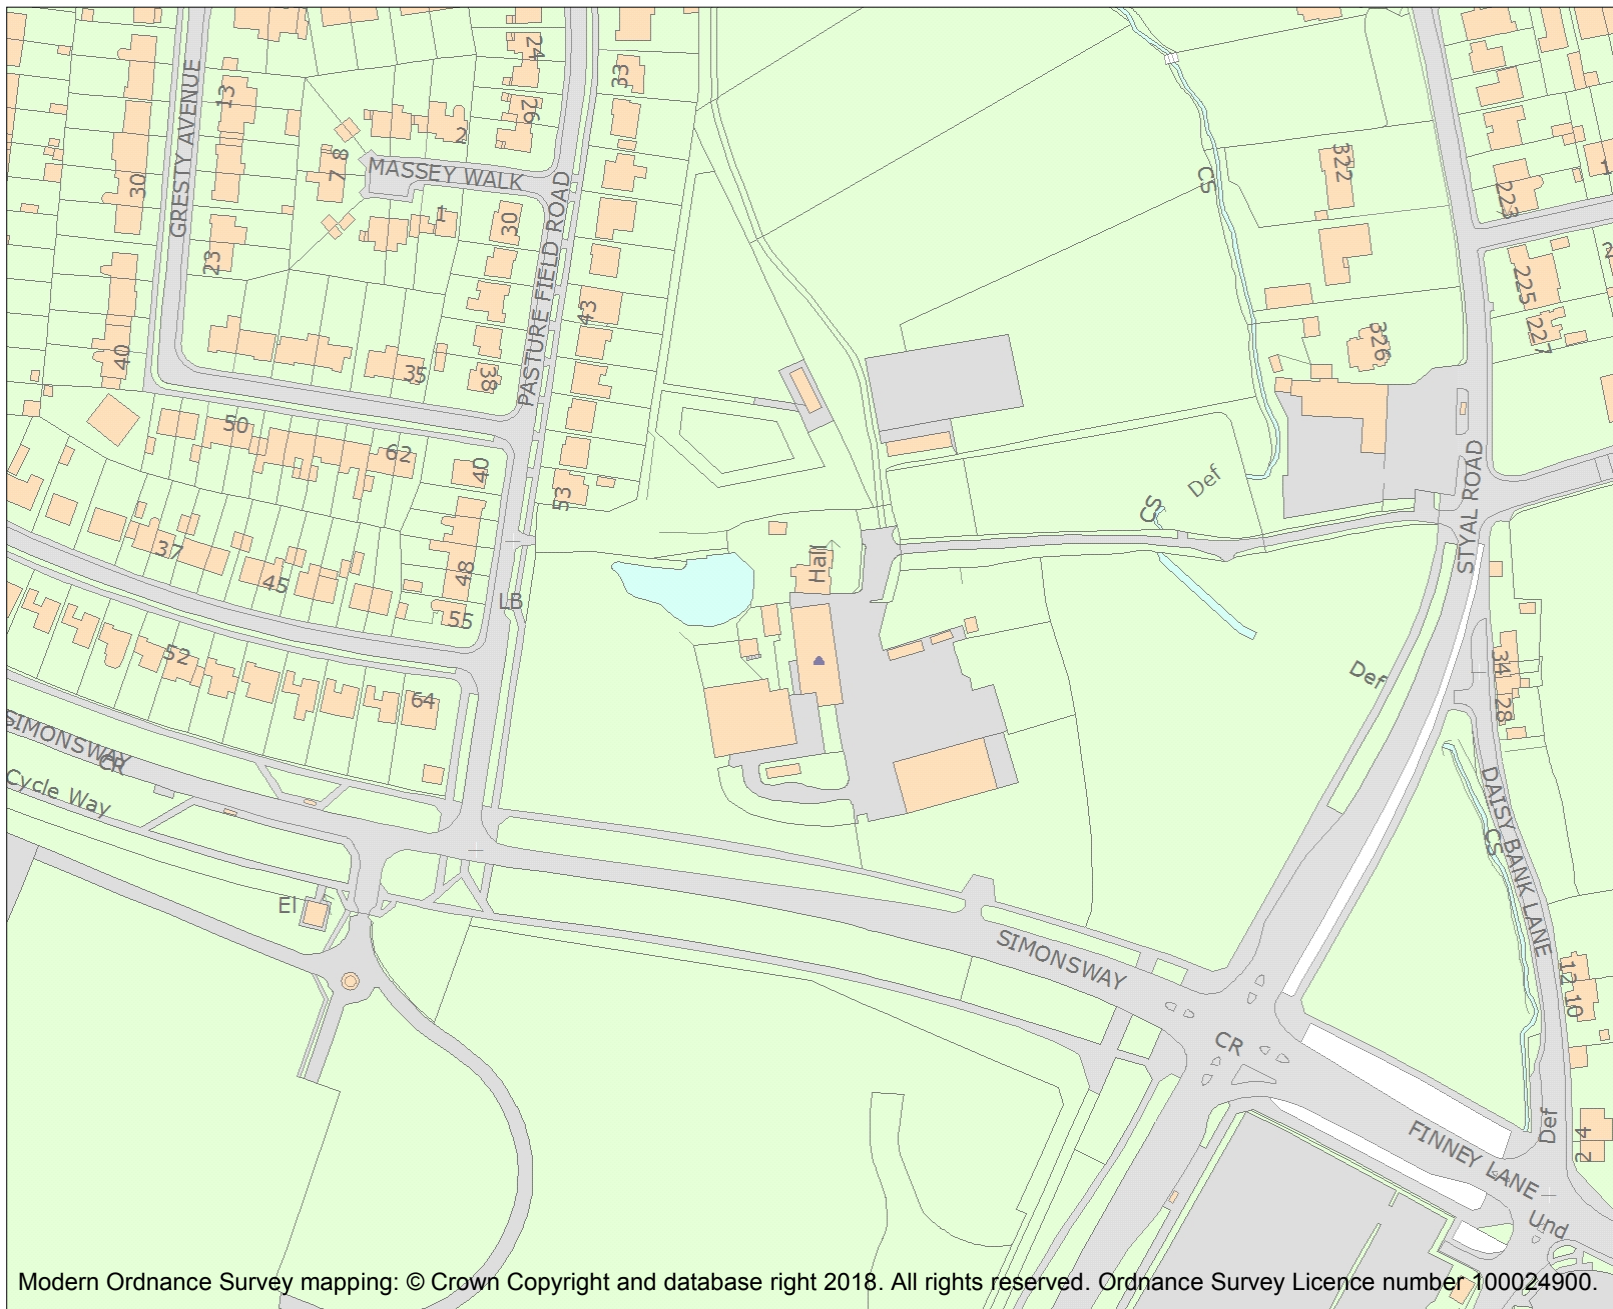 GRESTY AVENUE
13
30
23
40
MASSEY WALK
7 8
2
1
24
26
30
PASTURE FIELD ROAD
33
43
35
38
53
50
62
40
37
45
48
55
LB
52
64
SIMONSWAY
CR
Cycle Way
El
Hall
CS
322
326
223
225
227
STYAL ROAD
CS
Def
Def
34
28
DAISY BANK LANE
CS
12
10
SIMONSWAY
CR
FINNEY LANE
Def
4
2
Und
Modern Ordnance Survey mapping: © Crown Copyright and database right 2018. All rights reserved. Ordnance Survey Licence number 100024900.